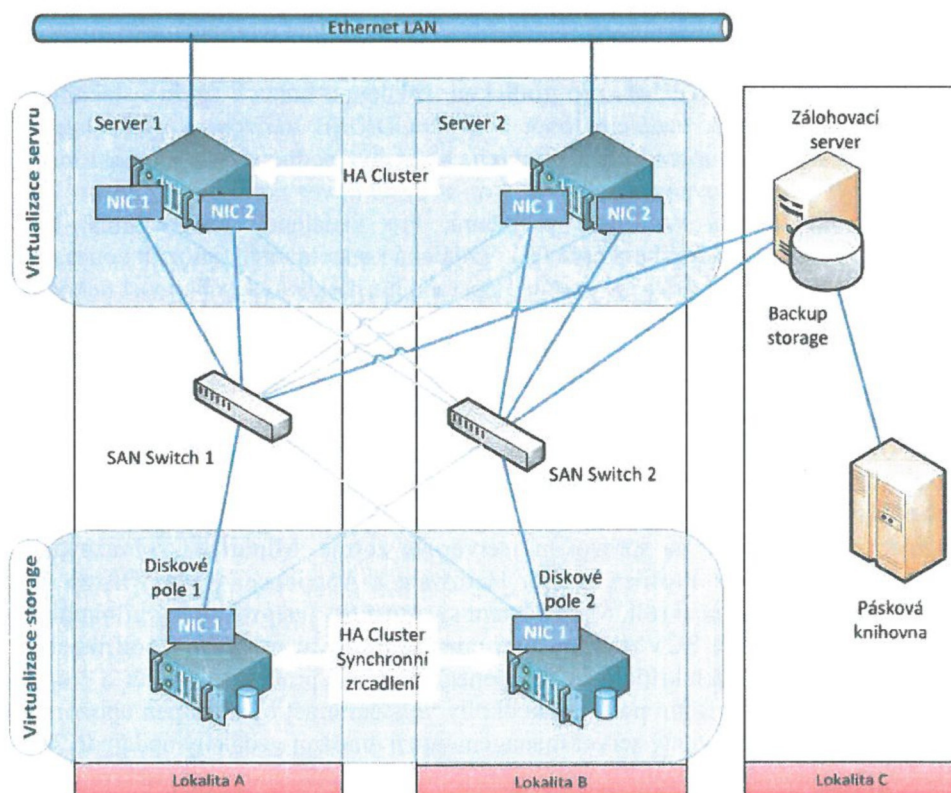 Ethernet LAN
Virtualizace servru
Server 1
NIC 1
NIC 2
HA Cluster
Server 2
NIC 1
NIC 2
Zálohovací
server
Backup
storage
SAN Switch 1
SAN Switch 2
Pásková
knihovna
Virtualizace storage
Diskové
pole 1
NIC 1
HA Cluster
Synchronní
zrcadlení
Diskové
pole 2
NIC 1
Lokalita A
Lokalita B
Lokalita C